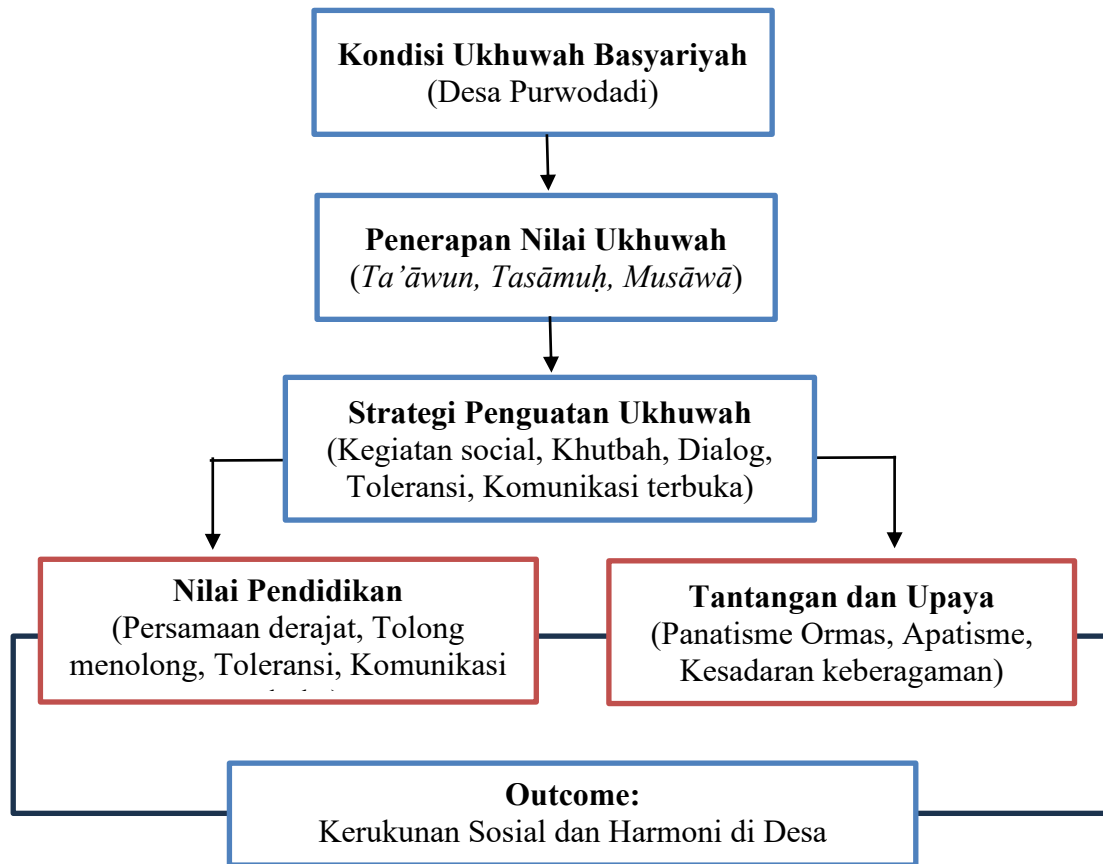 Kondisi Ukhuwah Basyariyah
(Desa Purwodadi)
Penerapan Nilai Ukhuwah
(Ta’āwun, Tasāmuḥ, Musāwā)
Strategi Penguatan Ukhuwah
(Kegiatan social, Khutbah, Dialog,
Toleransi, Komunikasi terbuka)
Nilai Pendidikan
(Persamaan derajat, Tolong
menolong, Toleransi, Komunikasi
Tantangan dan Upaya
(Panatisme Ormas, Apatisme,
Kesadaran keberagaman)
Outcome:
Kerukunan Sosial dan Harmoni di Desa